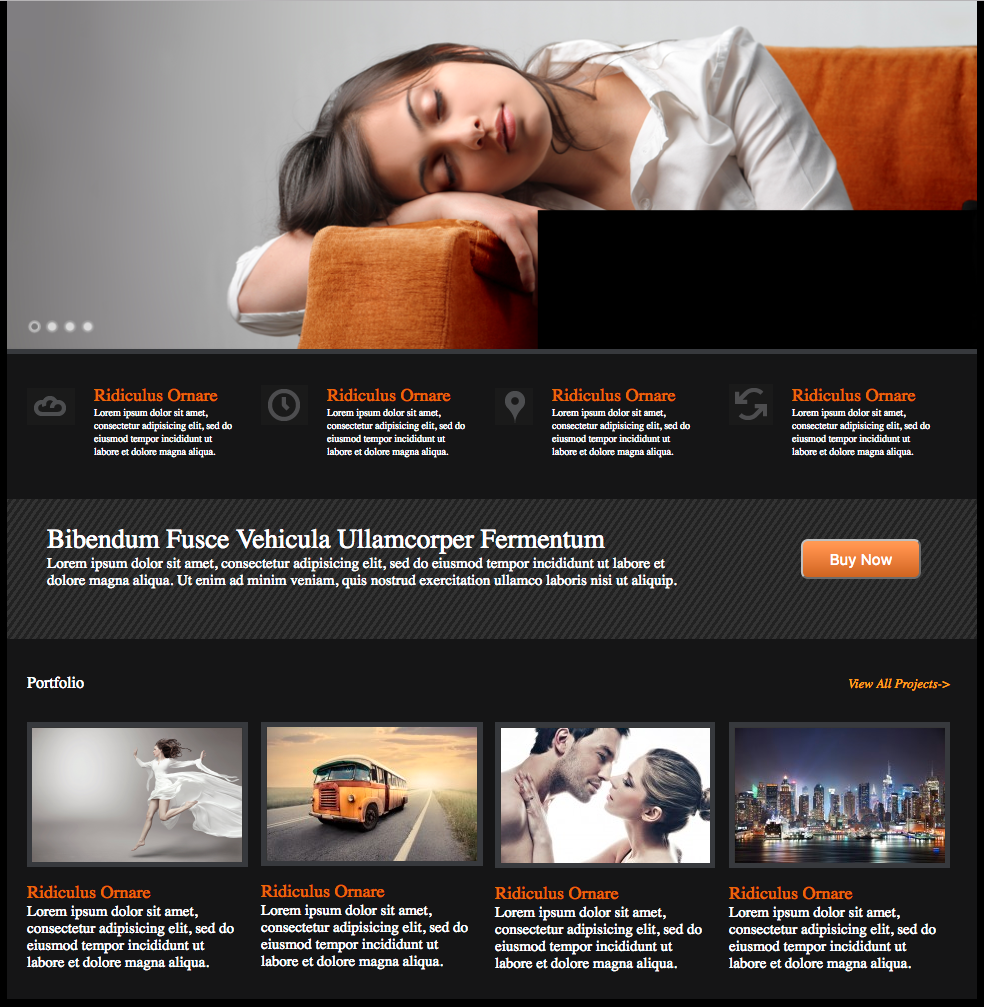 Ridiculus Ornare
Lorem ipsum dolor sit amet,
consectetur adipisicing elit, sed do
eiusmod tempor incididunt ut
labore et dolore magna aliqua.
Ridiculus Ornare
Lorem ipsum dolor sit amet,
consectetur adipisicing elit, sed do
eiusmod tempor incididunt ut
labore et dolore magna aliqua.
Ridiculus Ornare
Lorem ipsum dolor sit amet,
consectetur adipisicing elit, sed do
eiusmod tempor incididunt ut
labore et dolore magna aliqua.
Ridiculus Ornare
Lorem ipsum dolor sit amet,
consectetur adipisicing elit, sed do
eiusmod tempor incididunt ut
labore et dolore magna aliqua.
Bibendum Fusce Vehicula Ullamcorper Fermentum
Lorem ipsum dolor sit amet, consectetur adipisicing elit, sed do eiusmod tempor incididunt ut labore et
dolore magna aliqua. Ut enim ad minim veniam, quis nostrud exercitation ullamco laboris nisi ut aliquip.
Buy Now
Portfolio
View All Projects->
Ridiculus Ornare
Lorem ipsum dolor sit amet,
consectetur adipisicing elit, sed do
eiusmod tempor incididunt ut
labore et dolore magna aliqua.
Ridiculus Ornare
Lorem ipsum dolor sit amet,
consectetur adipisicing elit, sed do
eiusmod tempor incididunt ut
labore et dolore magna aliqua.
Ridiculus Ornare
Lorem ipsum dolor sit amet,
consectetur adipisicing elit, sed do
eiusmod tempor incididunt ut
labore et dolore magna aliqua.
Ridiculus Ornare
Lorem ipsum dolor sit amet,
consectetur adipisicing elit, sed do
eiusmod tempor incididunt ut
labore et dolore magna aliqua.